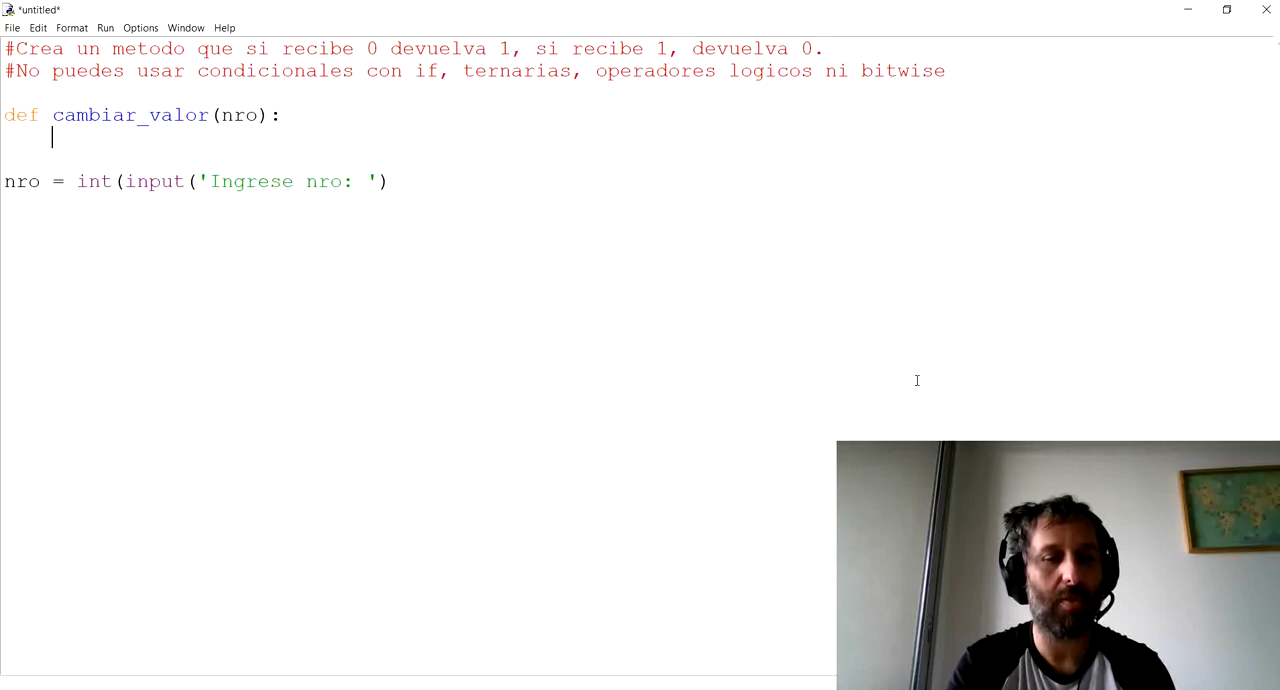 *untitled*
File Edit Format Run Options Window Help
#Crea un metodo que si recibe 0 devuelva 1, si recibe 1, devuelva 0.
#No puedes usar condicionales con if, ternarias, operadores logicos ni bitwise
def cambiar_valor(nro):
nro = int(input('Ingrese nro: ')